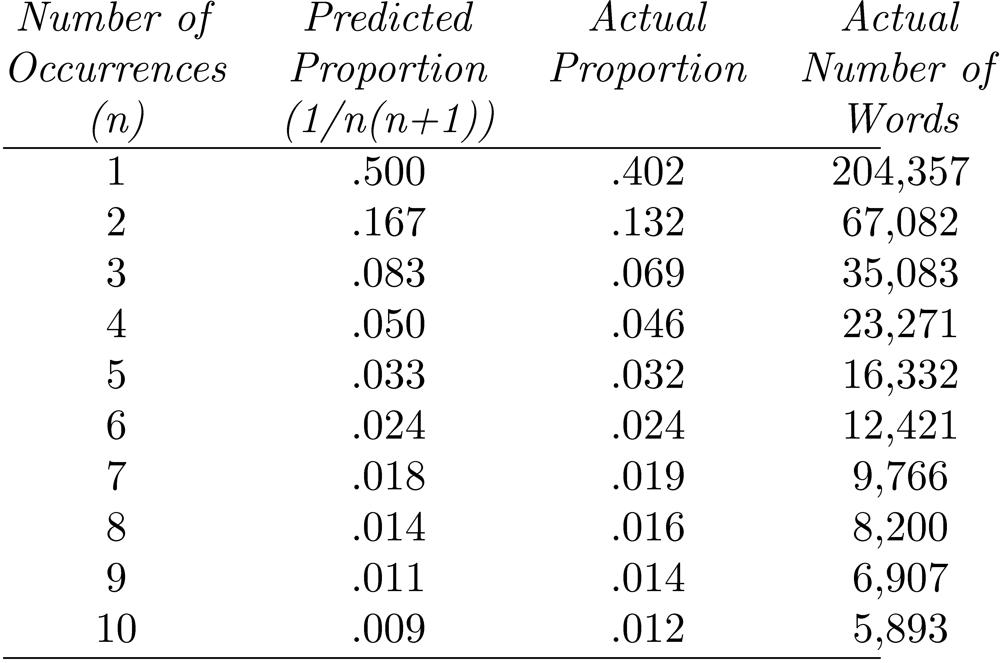 Number of Predicted Actual Actual
Occurrences Proportion Proportion Number of
(n) (1/n(n+1)) Words
1 .500 .402 204,357
2 .167 .132 67,082
3 .083 .069 35,083
4 .050 .046 23,271
5 .033 .032 16,332
6 .024 .024 12,421
7 .018 .019 9,766
8 .014 .016 8,200
9 .011 .014 6,907
10 .009 .012 5,893